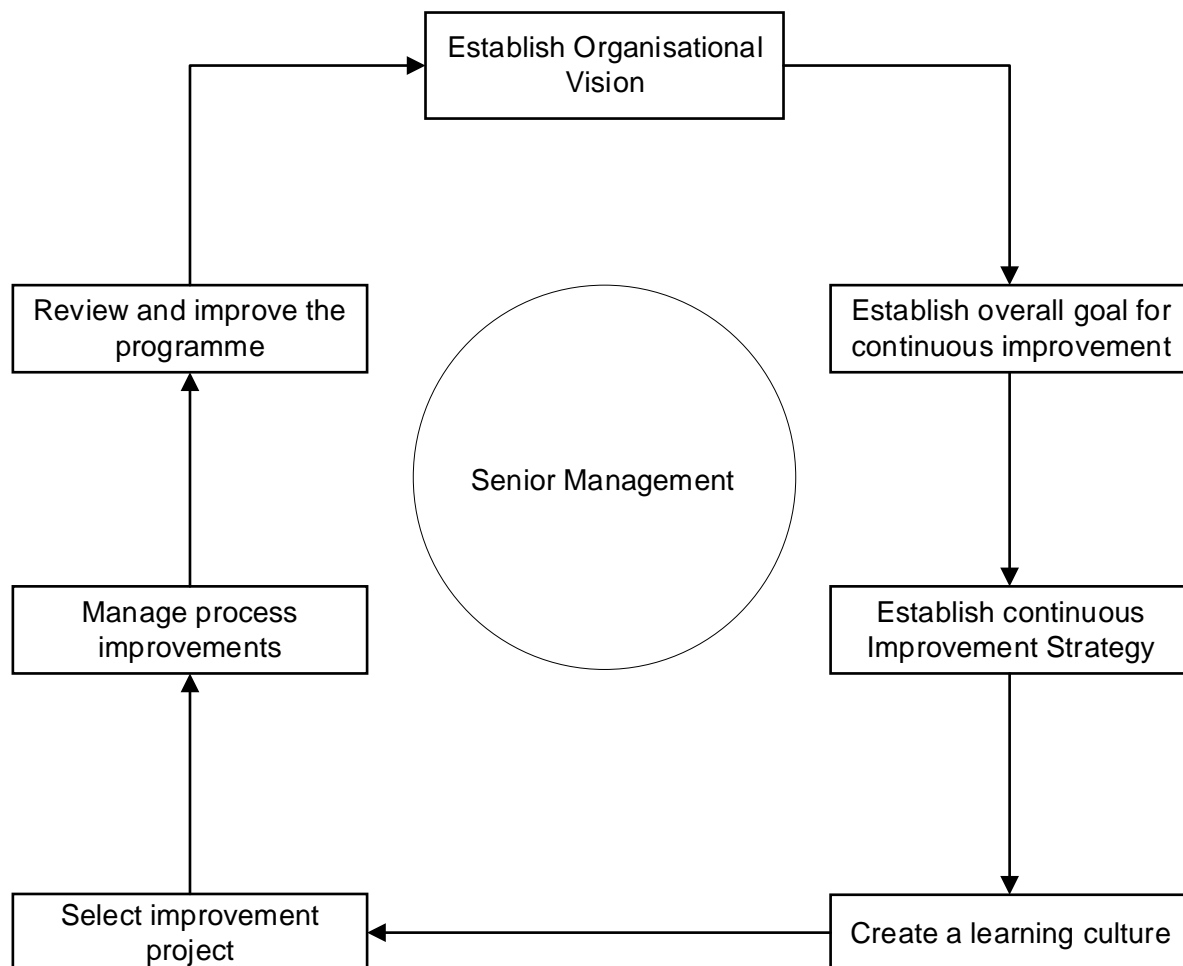 Establish Organisational
Vision
Review and improve the
programme
Establish overall goal for
continuous improvement
Senior Management
Manage process
improvements
Establish continuous
Improvement Strategy
Select improvement
project
Create a learning culture